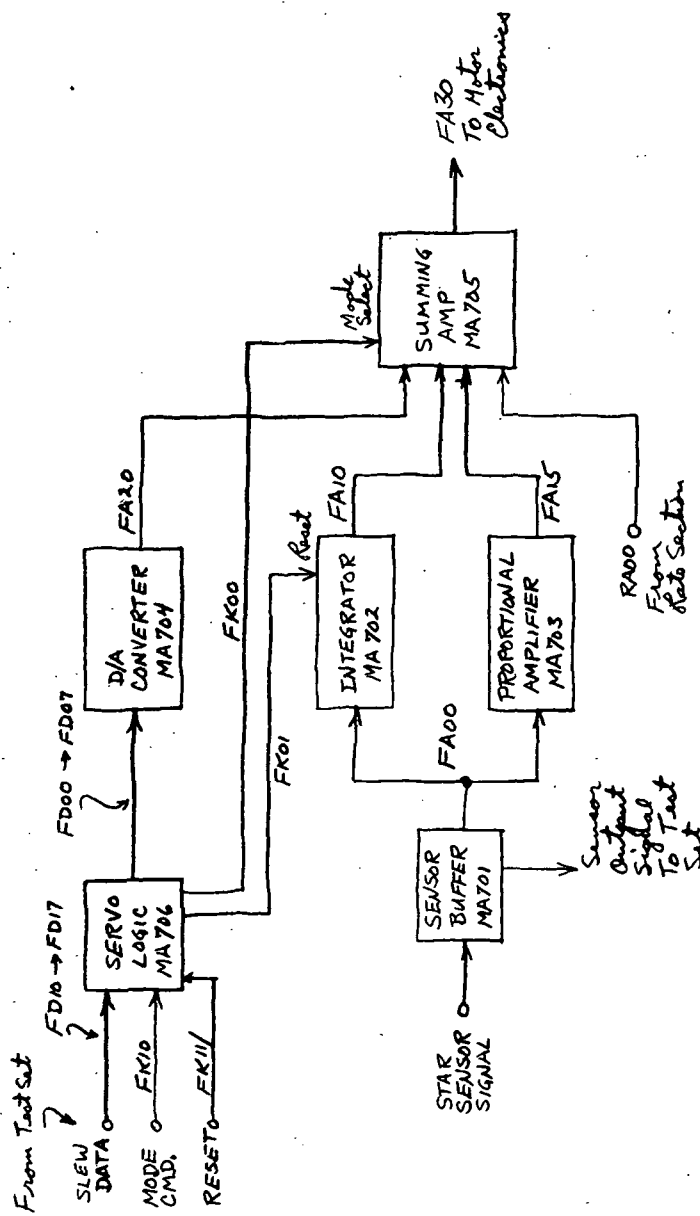 From Test Set
SLEW
DATA
FD10 → FD17
MODE
CMD.
FK10
RESET
FK11
SERVO
LOGIC
MA706
FD00 → FD07
D/A
CONVERTER
MA704
FA20
FK00
FK01
Mode
Select
Reset
STAR
SENSOR
SIGNAL
SENSOR
BUFFER
MA701
Sensor
Output
Signal
To Test
Set
FA00
INTEGRATOR
MA702
FA10
PROPORTIONAL
AMPLIFIER
MA703
FA15
RA00
From
Rate Section
SUMMING
AMP
MA705
FA30
To Motor
Electronics